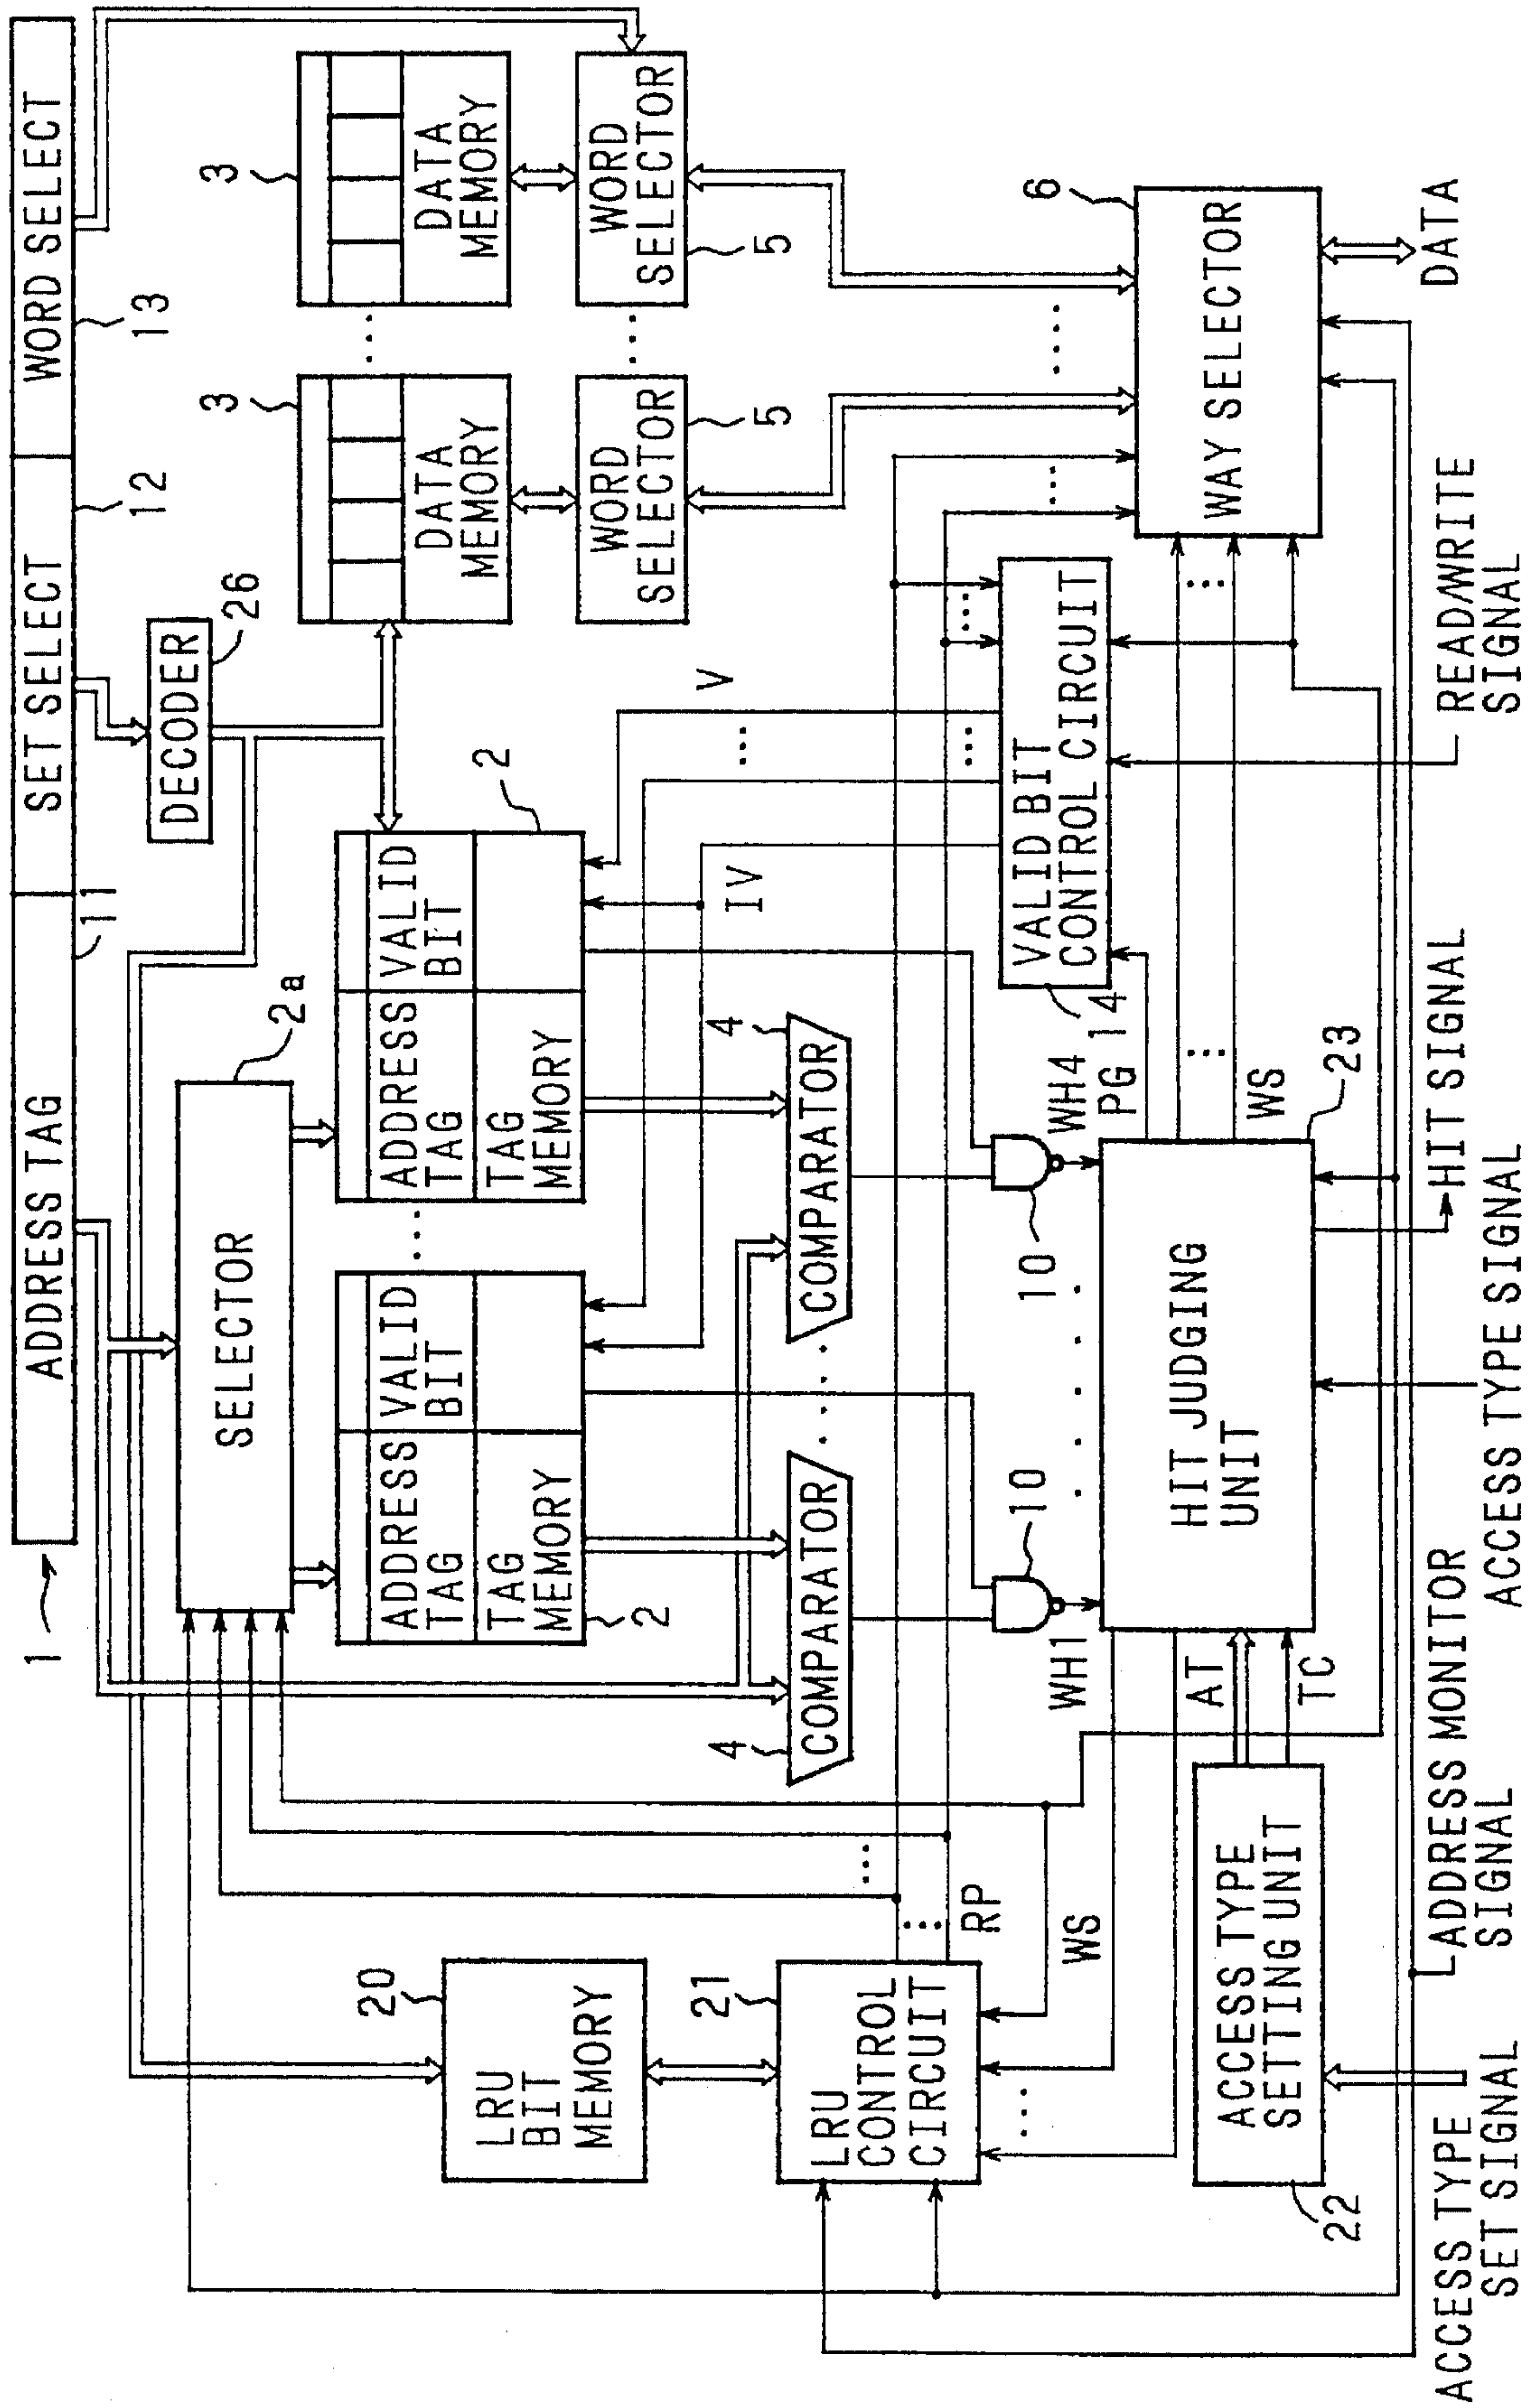 1
ADDRESS TAG
SET SELECT
WORD SELECT
11
12
13
DECODER
26
SELECTOR
2a
3
3
ADDRESS
TAG
VALID
BIT
TAG
MEMORY
2
ADDRESS
TAG
VALID
BIT
TAG
MEMORY
2
DATA
MEMORY
DATA
MEMORY
LRU
BIT
MEMORY
20
WORD
SELECTOR
5
WORD
SELECTOR
5
V
IV
COMPARATOR
4
COMPARATOR
4
LRU
CONTROL
CIRCUIT
21
RP
WS
10
10
WH1
WH4
PG
VALID BIT
CONTROL CIRCUIT
14
WAY SELECTOR
6
HIT JUDGING
UNIT
23
WS
AT
TC
ACCESS TYPE
SETTING UNIT
22
DATA
READ/WRITE
SIGNAL
HIT SIGNAL
ACCESS TYPE SIGNAL
ADDRESS MONITOR
SIGNAL
ACCESS TYPE
SET SIGNAL